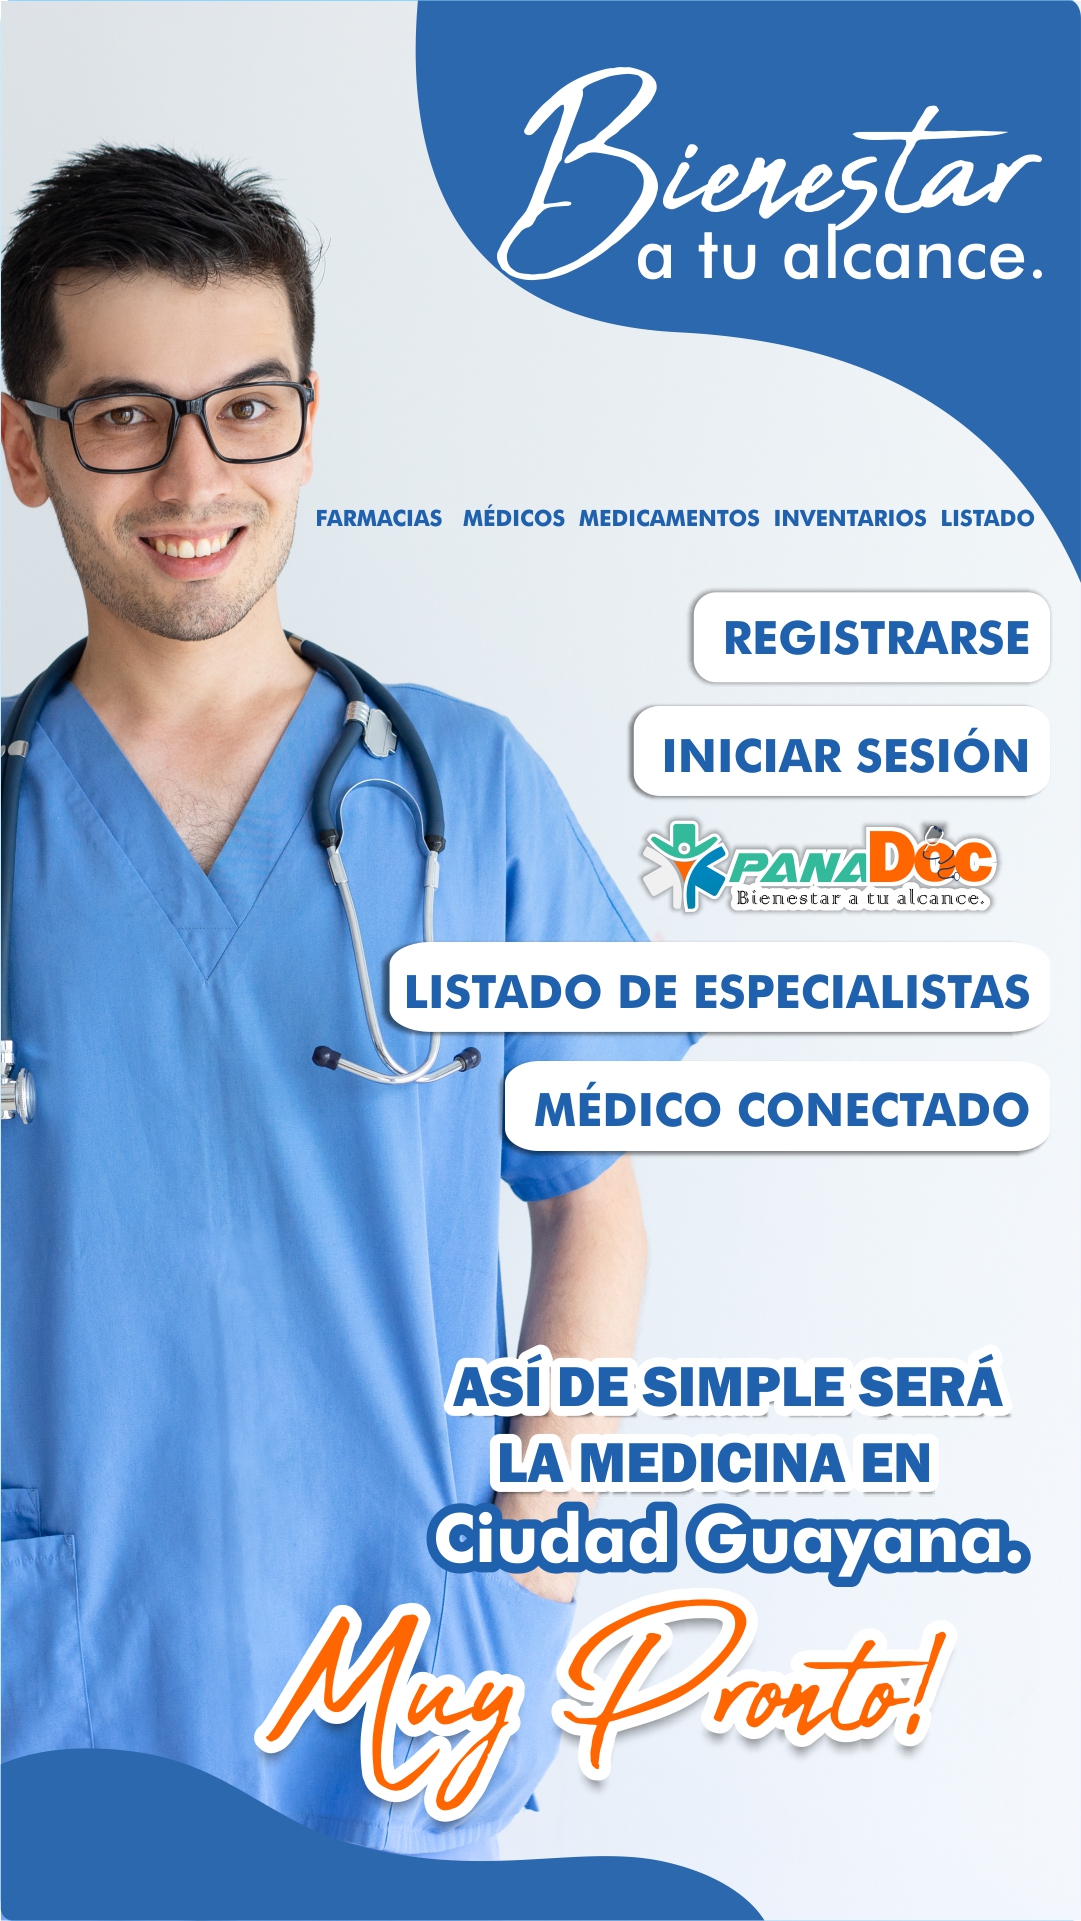 Bienestar
a tu alcance.
FARMACIAS MÉDICOS MEDICAMENTOS INVENTARIOS LISTADO
REGISTRARSE
INICIAR SESIÓN
PANADOC
Bienestar a tu alcance.
LISTADO DE ESPECIALISTAS
MÉDICO CONECTADO
ASÍ DE SIMPLE SERÁ
LA MEDICINA EN
Ciudad Guayana.
Muy Pronto!